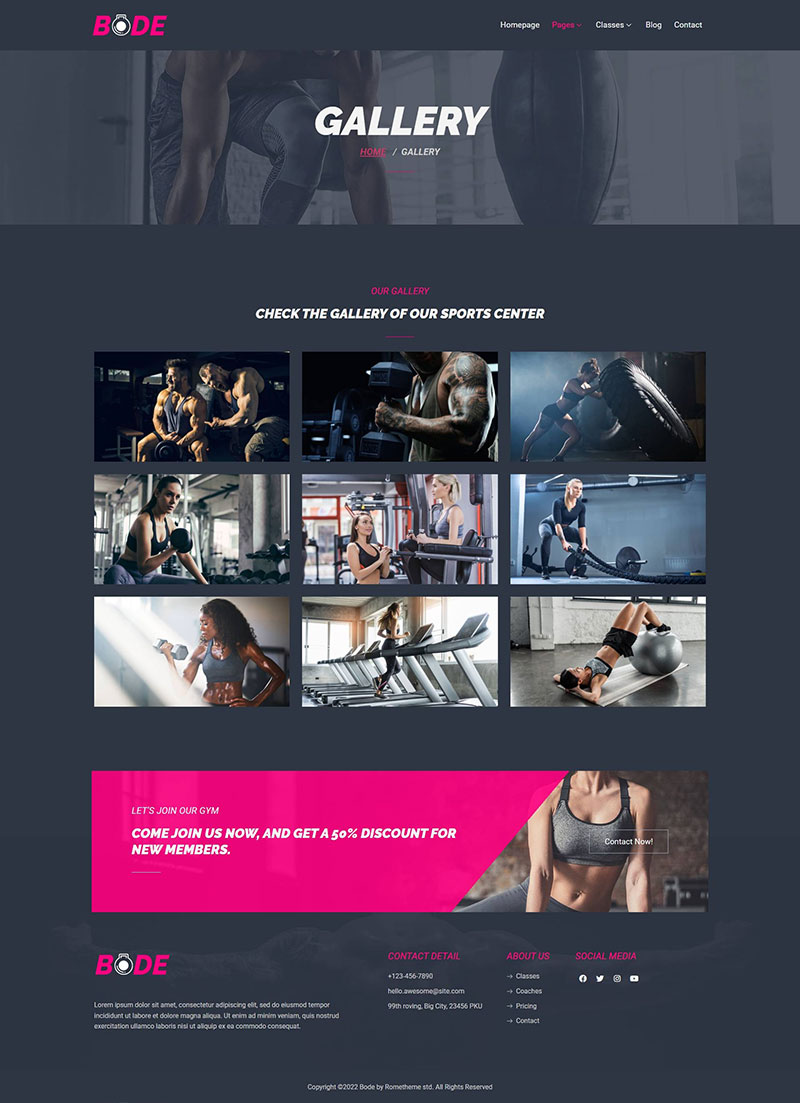 BODE
Homepage Pages Classes Blog Contact
GALLERY
HOME / GALLERY
OUR GALLERY
CHECK THE GALLERY OF OUR SPORTS CENTER
LET'S JOIN OUR GYM
COME JOIN US NOW, AND GET A 50% DISCOUNT FOR
NEW MEMBERS.
Contact Now!
BODE
Lorem ipsum dolor sit amet, consectetur adipiscing elit, sed do eiusmod tempor
incididunt ut labore et dolore magna aliqua. Ut enim ad minim veniam, quis nostrud
exercitation ullamco laboris nisi ut aliquip ex ea commodo consequat.
CONTACT DETAIL
+123-456-7890
hello.awesome@site.com
99th roving, Big City, 23456 PKU
ABOUT US
Classes
Coaches
Pricing
Contact
SOCIAL MEDIA
Copyright ©2022 Bode by Rometheme std. All Rights Reserved